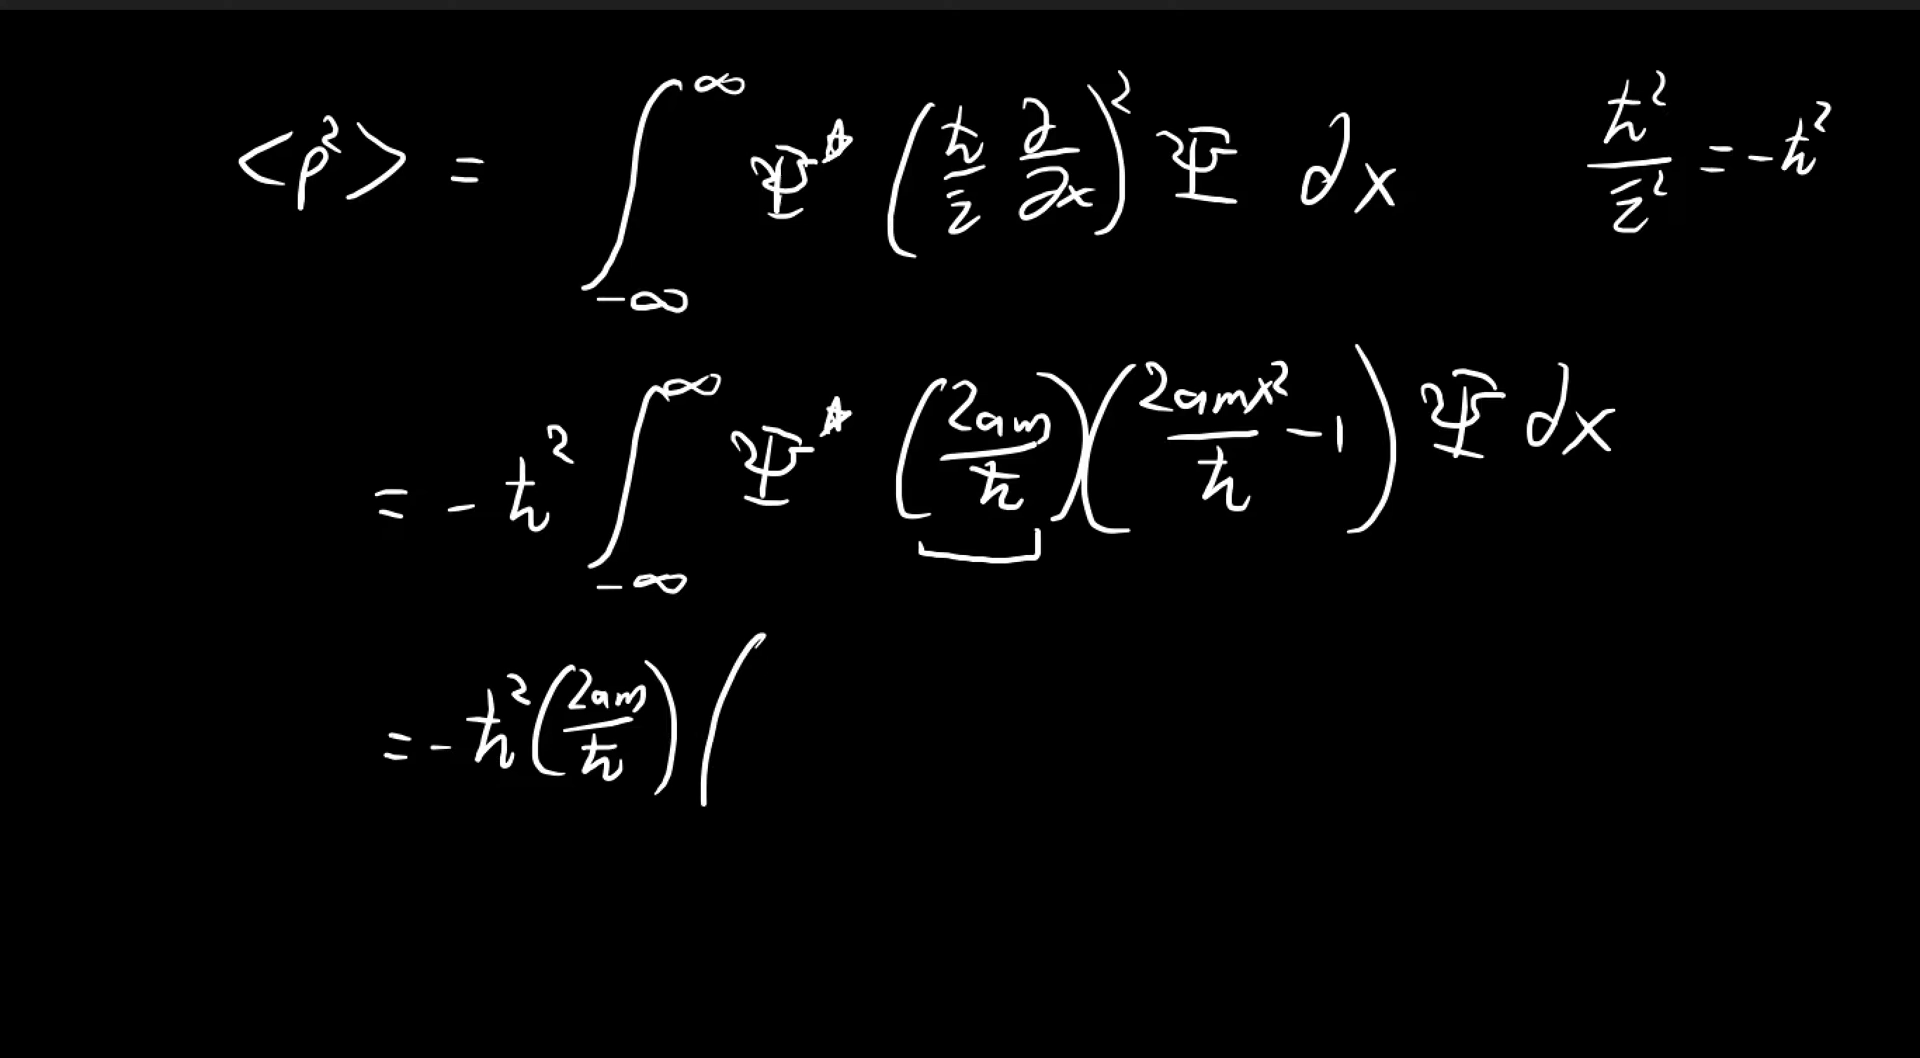 <p²> = ∫_{-∞}^{∞} Ψ* (ħ/i ∂/∂x)² Ψ dx    ħ²/i² = -ħ²
= -ħ² ∫_{-∞}^{∞} Ψ* (2am/ħ)(2amx²/ħ - 1) Ψ dx
= -ħ² (2am/ħ) (